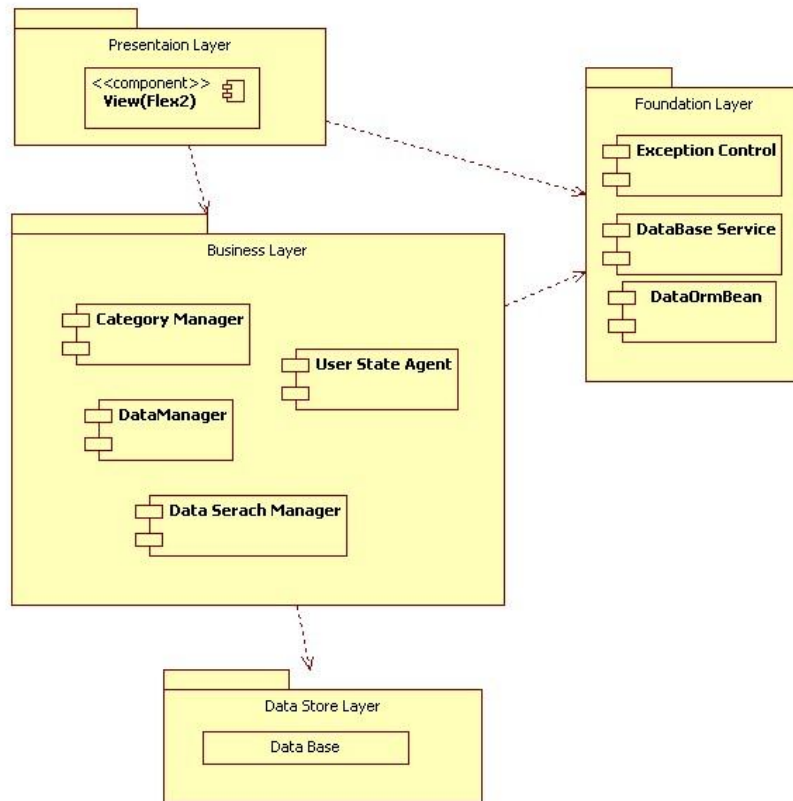 Presentaion Layer
<<component>>
View(Flex2)
Foundation Layer
Exception Control
DataBase Service
DataOrmBean
Business Layer
Category Manager
User State Agent
DataManager
Data Serach Manager
Data Store Layer
Data Base